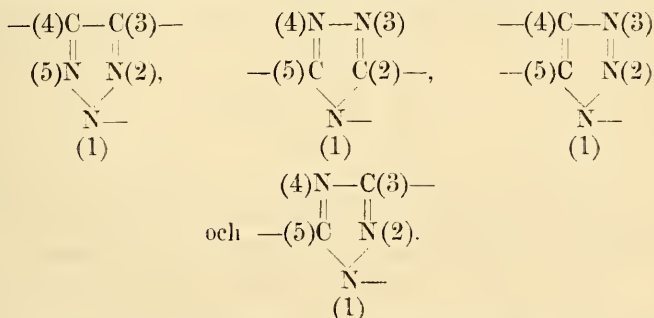 —(4)C—C(3)— (4)N—N(3) —(4)C—N(3)
(5)N N(2), —(5)C C(2)—, —(5)C N(2)
N— N— N—
(1) (1) (1)
(4)N—C(3)—
och —(5)C N(2).
N—
(1)